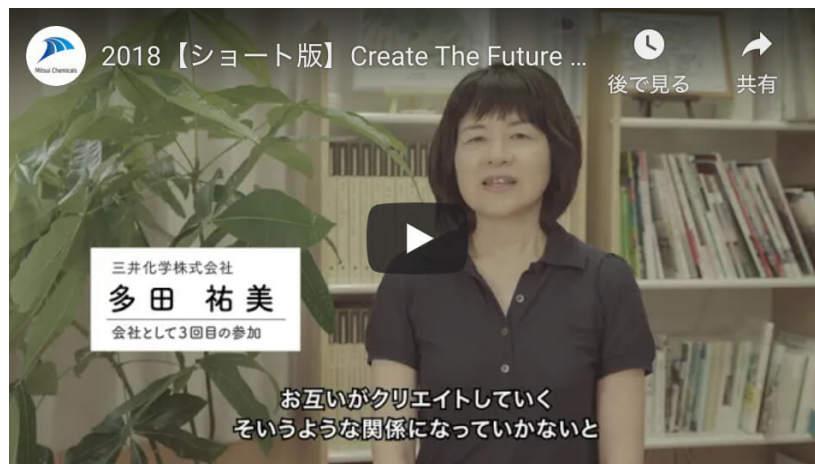 Mitsui Chemicals
2018【ショート版】Create The Future ...
後で見る
共有
三井化学株式会社
多田 祐美
会社として3回目の参加
お互いがクリエイトしていく
そういうような関係になっていかないと